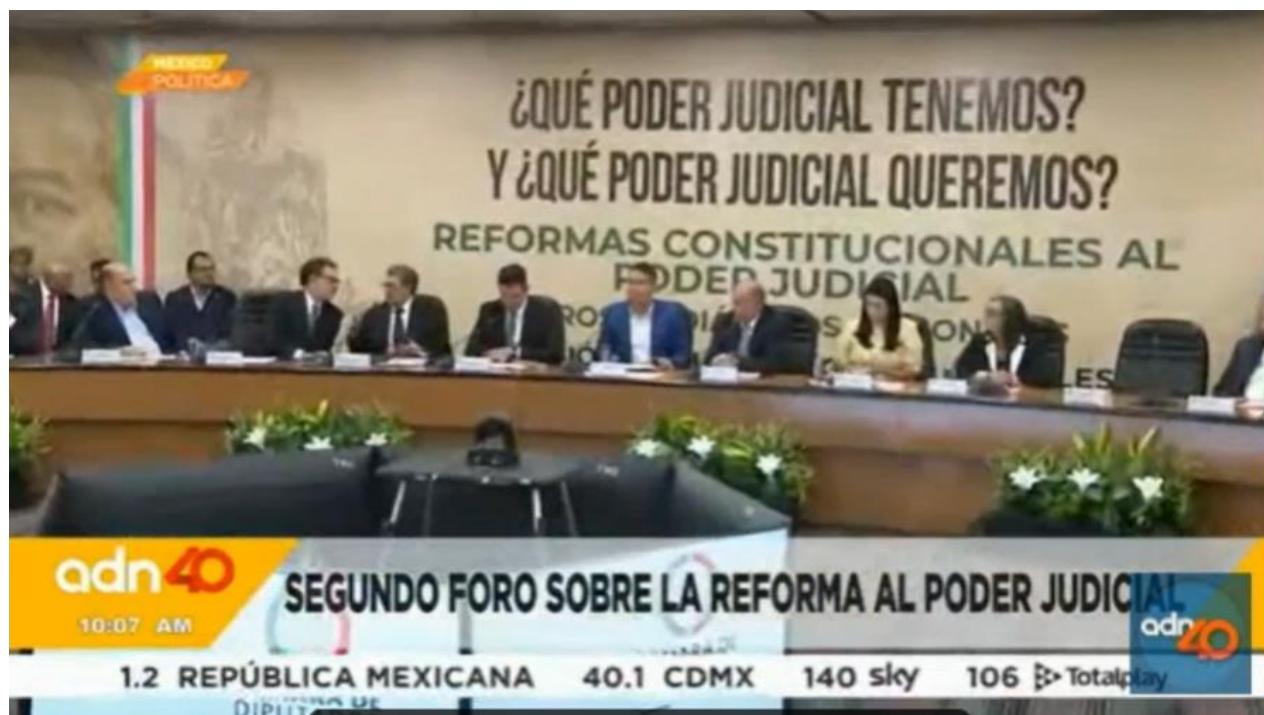 MÉXICO
POLÍTICA
¿QUÉ PODER JUDICIAL TENEMOS?
Y ¿QUÉ PODER JUDICIAL QUEREMOS?
REFORMAS CONSTITUCIONALES AL
PODER JUDICIAL
adn40
SEGUNDO FORO SOBRE LA REFORMA AL PODER JUDICIAL
10:07 AM
adn40
1.2 REPÚBLICA MEXICANA 40.1 CDMX 140 sky 106 Totalplay